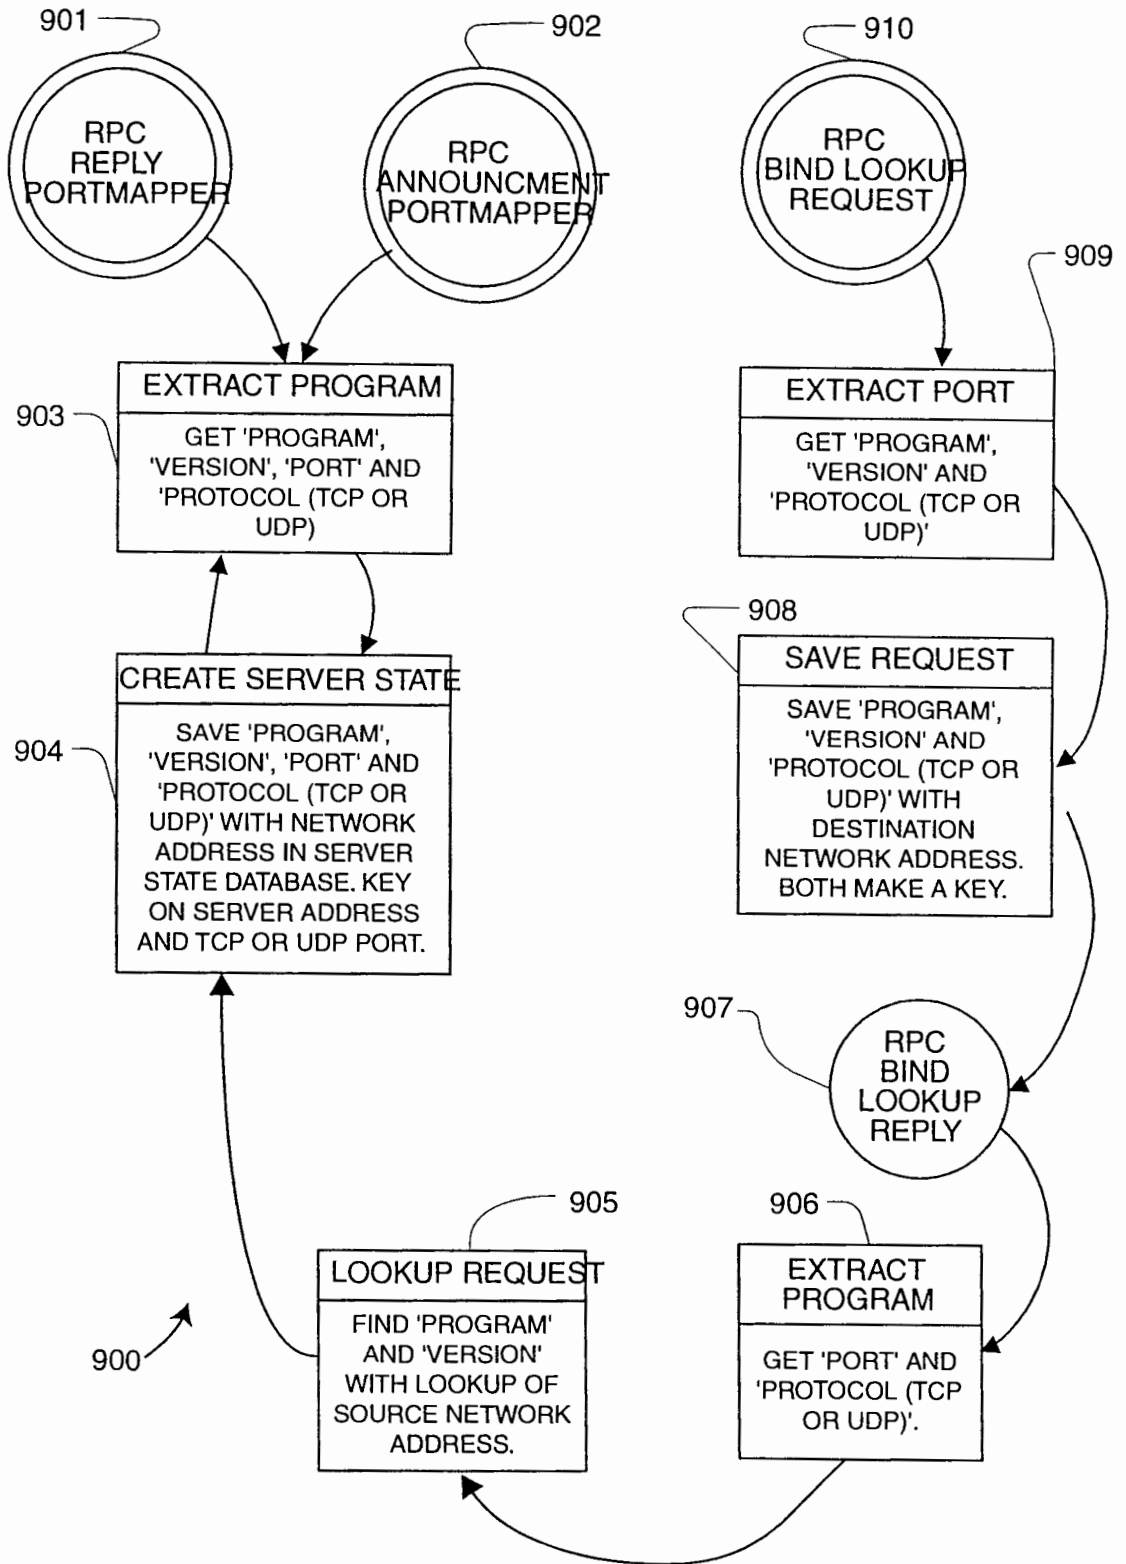 901
902
910
RPC
REPLY
PORTMAPPER
RPC
ANNOUNCMENT
PORTMAPPER
RPC
BIND LOOKUP
REQUEST
909
EXTRACT PROGRAM
903
GET 'PROGRAM',
'VERSION', 'PORT' AND
'PROTOCOL (TCP OR
UDP)
EXTRACT PORT
GET 'PROGRAM',
'VERSION' AND
'PROTOCOL (TCP OR
UDP)'
908
SAVE REQUEST
SAVE 'PROGRAM',
'VERSION' AND
'PROTOCOL (TCP OR
UDP)' WITH
DESTINATION
NETWORK ADDRESS.
BOTH MAKE A KEY.
CREATE SERVER STATE
904
SAVE 'PROGRAM',
'VERSION', 'PORT' AND
'PROTOCOL (TCP OR
UDP)' WITH NETWORK
ADDRESS IN SERVER
STATE DATABASE. KEY
ON SERVER ADDRESS
AND TCP OR UDP PORT.
907
RPC
BIND
LOOKUP
REPLY
905
906
LOOKUP REQUEST
FIND 'PROGRAM'
AND 'VERSION'
WITH LOOKUP OF
SOURCE NETWORK
ADDRESS.
EXTRACT
PROGRAM
GET 'PORT' AND
'PROTOCOL (TCP
OR UDP)'.
900